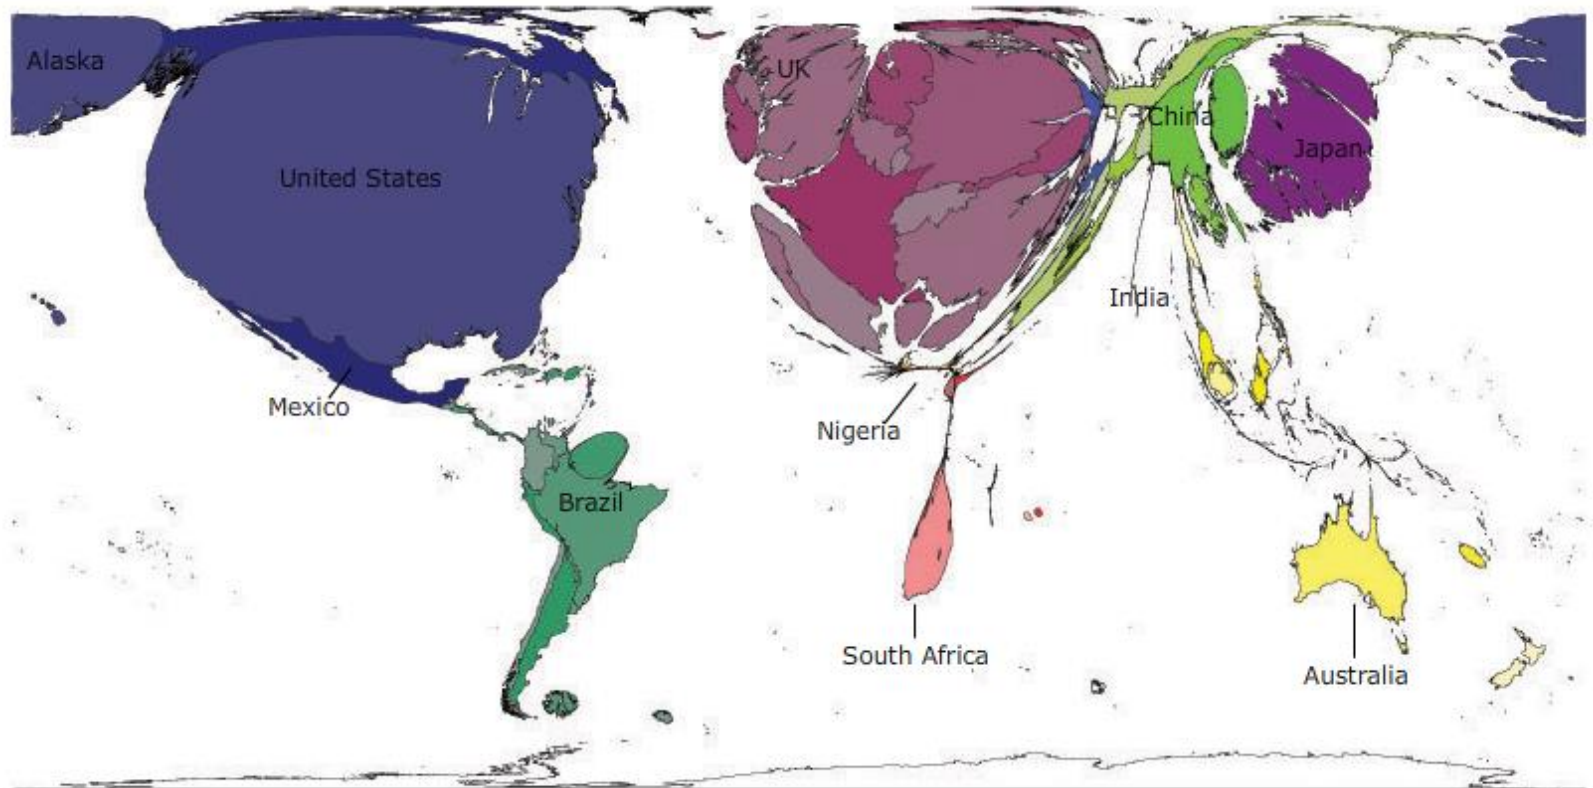 Alaska
UK
China
Japan
United States
India
Mexico
Nigeria
Brazil
South Africa
Australia